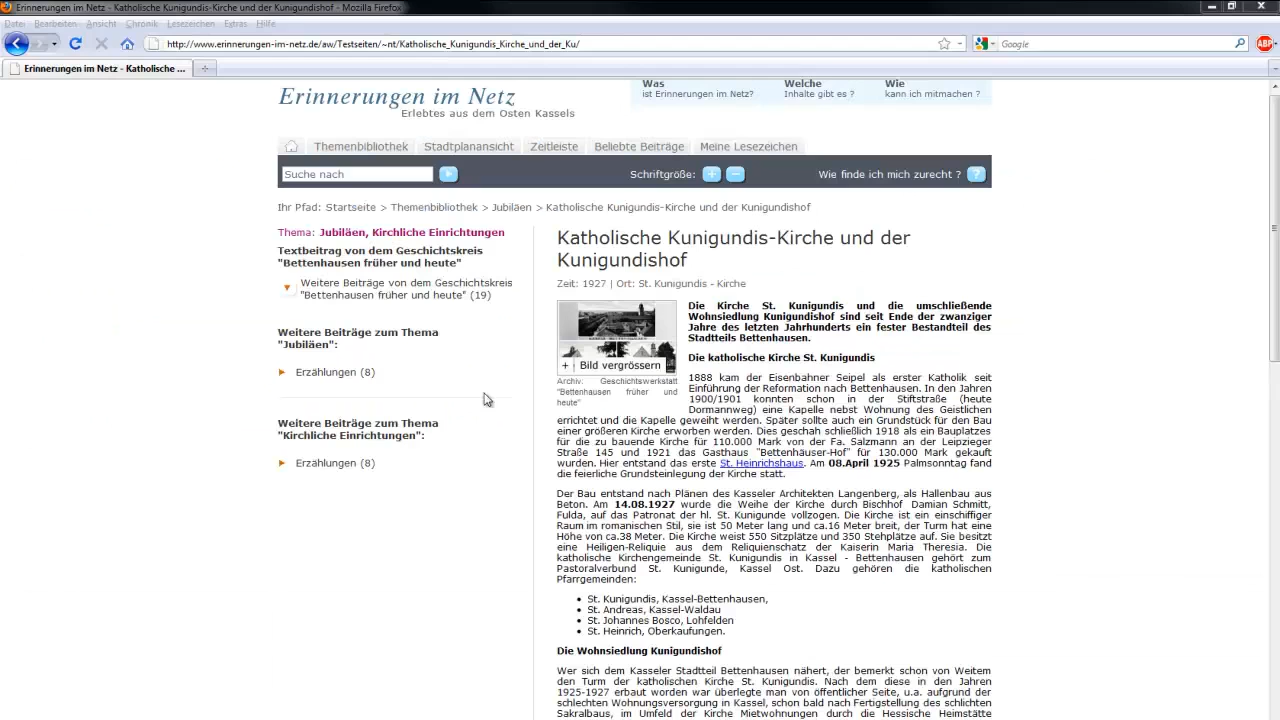 Erinnerungen im Netz - Katholische Kunigundis-Kirche und der Kunigundishof - Mozilla Firefox
Datei Bearbeiten Ansicht Chronik Lesezeichen Extras Hilfe
http://www.erinnerungen-im-netz.de/aw/Testseiten/~nt/Katholische_Kunigundis_Kirche_und_der_Ku/
Google
ABP
Erinnerungen im Netz - Katholische ...
Erinnerungen im Netz
Erlebtes aus dem Osten Kassels
Was
ist Erinnerungen im Netz?
Welche
Inhalte gibt es ?
Wie
kann ich mitmachen ?
Themenbibliothek Stadtplanansicht Zeitleiste Beliebte Beiträge Meine Lesezeichen
Suche nach
Schriftgröße: + −
Wie finde ich mich zurecht ? ?
Ihr Pfad: Startseite > Themenbibliothek > Jubiläen > Katholische Kunigundis-Kirche und der Kunigundishof
Thema: Jubiläen, Kirchliche Einrichtungen
Textbeitrag von dem Geschichtskreis
"Bettenhausen früher und heute"
Weitere Beiträge von dem Geschichtskreis
"Bettenhausen früher und heute" (19)
Weitere Beiträge zum Thema
"Jubiläen":
Erzählungen (8)
Weitere Beiträge zum Thema
"Kirchliche Einrichtungen":
Erzählungen (8)
Katholische Kunigundis-Kirche und der
Kunigundishof
Zeit: 1927 | Ort: St. Kunigundis - Kirche
+ Bild vergrössern
Archiv: Geschichtswerkstatt
"Bettenhausen früher und
heute"
Die Kirche St. Kunigundis und die umschließende
Wohnsiedlung Kunigundishof sind seit Ende der zwanziger
Jahre des letzten Jahrhunderts ein fester Bestandteil des
Stadtteils Bettenhausen.
Die katholische Kirche St. Kunigundis
1888 kam der Eisenbahner Seipel als erster Katholik seit
Einführung der Reformation nach Bettenhausen. In den Jahren
1900/1901 konnten schon in der Stiftstraße (heute
Dormannweg) eine Kapelle nebst Wohnung des Geistlichen
errichtet und die Kapelle geweiht werden. Später sollte auch ein Grundstück für den Bau
einer größeren Kirche erworben werden. Dies geschah schließlich 1918 als ein Bauplatzes
für die zu bauende Kirche für 110.000 Mark von der Fa. Salzmann an der Leipziger
Straße 145 und 1921 das Gasthaus "Bettenhäuser-Hof" für 130.000 Mark gekauft
wurden. Hier entstand das erste St. Heinrichshaus. Am 08.April 1925 Palmsonntag fand
die feierliche Grundsteinlegung der Kirche statt.
Der Bau entstand nach Plänen des Kasseler Architekten Langenberg, als Hallenbau aus
Beton. Am 14.08.1927 wurde die Weihe der Kirche durch Bischhof Damian Schmitt,
Fulda, auf das Patronat der hl. St. Kunigunde vollzogen. Die Kirche ist ein einschiffiger
Raum im romanischen Stil, sie ist 50 Meter lang und ca.16 Meter breit, der Turm hat eine
Höhe von ca.38 Meter. Die Kirche weist 550 Sitzplätze und 350 Stehplätze auf. Sie besitzt
eine Heiligen-Reliquie aus dem Reliquienschatz der Kaiserin Maria Theresia. Die
katholische Kirchengemeinde St. Kunigundis in Kassel - Bettenhausen gehört zum
Pastoralverbund St. Kunigunde, Kassel Ost. Dazu gehören die katholischen
Pfarrgemeinden:
• St. Kunigundis, Kassel-Bettenhausen,
• St. Andreas, Kassel-Waldau
• St. Johannes Bosco, Lohfelden
• St. Heinrich, Oberkaufungen.
Die Wohnsiedlung Kunigundishof
Wer sich dem Kasseler Stadtteil Bettenhausen nähert, der bemerkt schon von Weitem
den Turm der katholischen Kirche St. Kunigundis. Nach dem diese in den Jahren
1925-1927 erbaut worden war überlegte man von öffentlicher Seite, u.a. aufgrund der
schlechten Wohnungsversorgung in Kassel, schon bald nach Fertigstellung des schlichten
Sakralbaus, im Umfeld der Kirche Mietwohnungen durch die Hessische Heimstätte